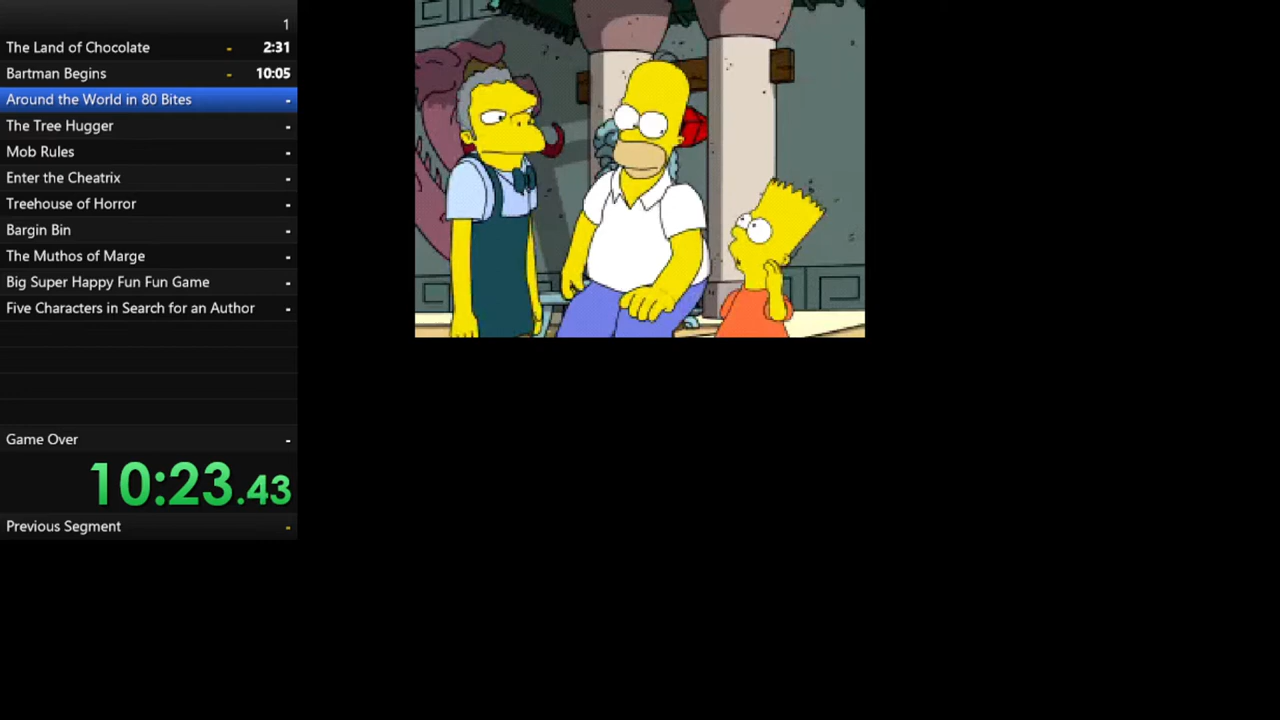 1
The Land of Chocolate - 2:31
Bartman Begins - 10:05
Around the World in 80 Bites -
The Tree Hugger -
Mob Rules -
Enter the Cheatrix -
Treehouse of Horror -
Bargin Bin -
The Muthos of Marge -
Big Super Happy Fun Fun Game -
Five Characters in Search for an Author -
Game Over -
10:23.43
Previous Segment -